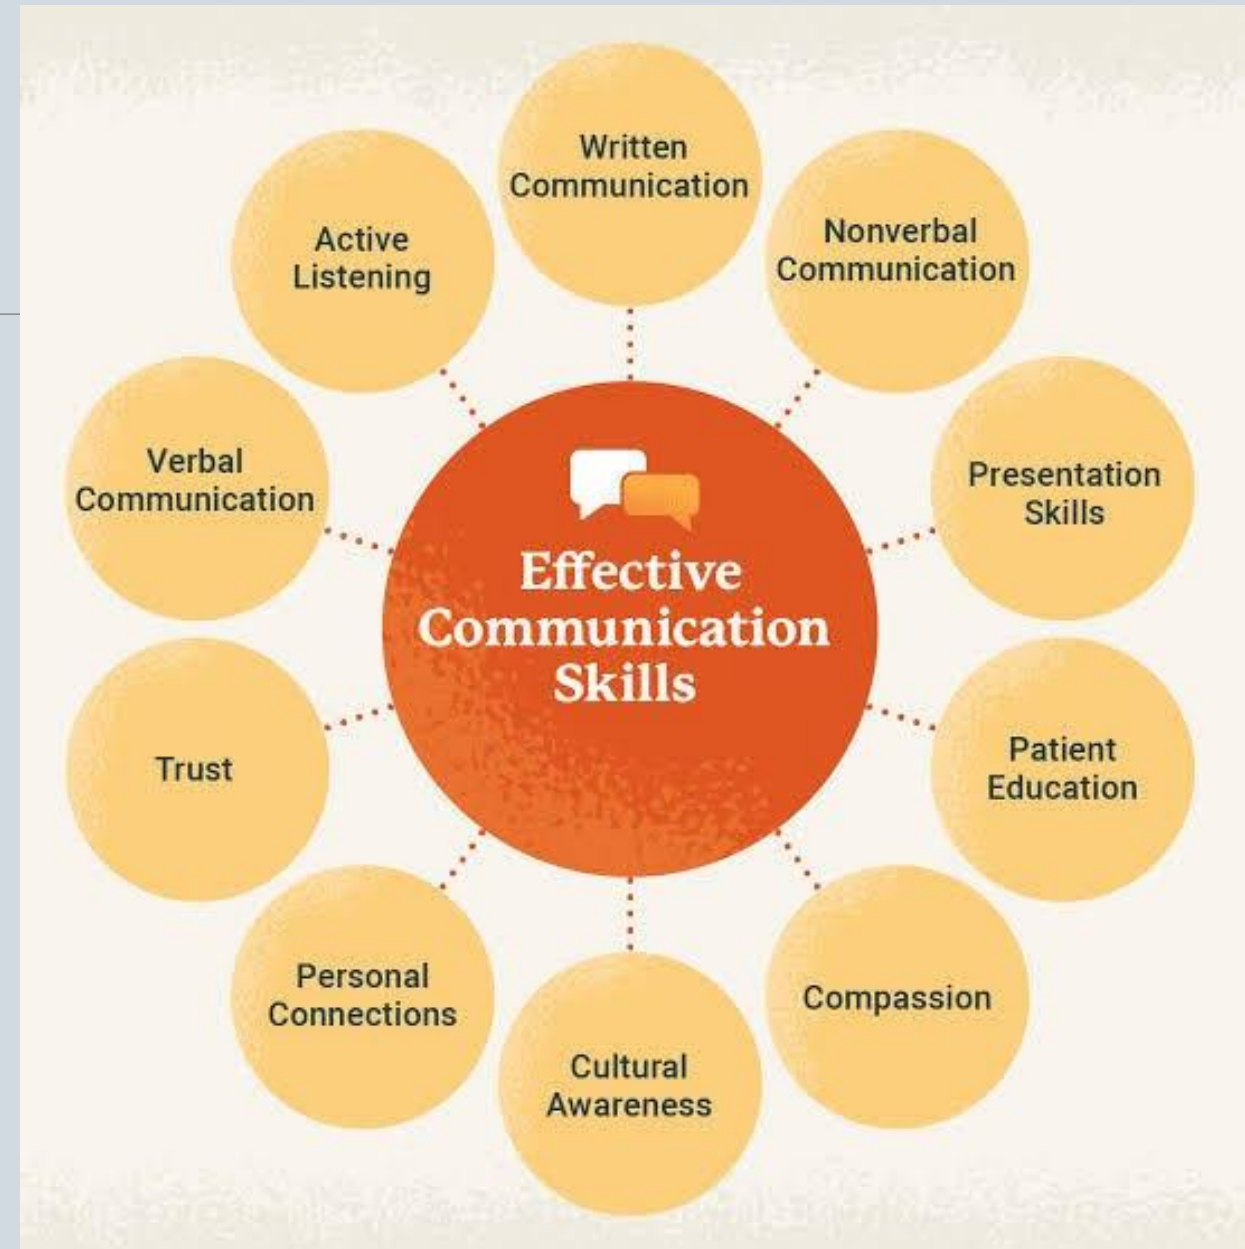 Written
Communication
Nonverbal
Communication
Active
Listening
Presentation
Skills
Verbal
Communication
Effective
Communication
Skills
Patient
Education
Trust
Personal
Connections
Compassion
Cultural
Awareness